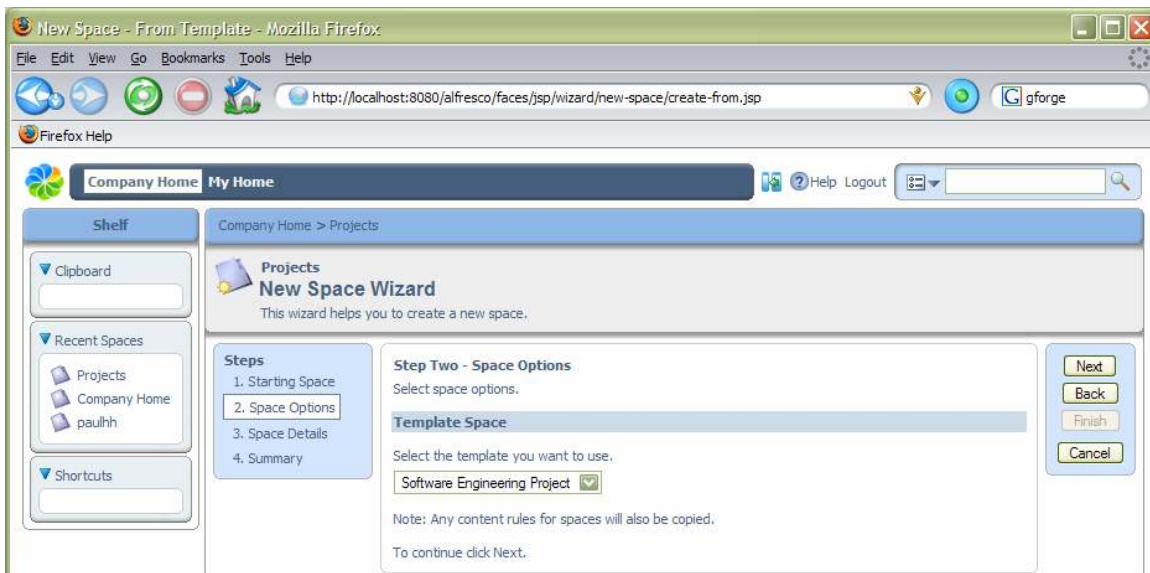 New Space - From Template - Mozilla Firefox
File Edit View Go Bookmarks Tools Help
http://localhost:8080/alfresco/faces/jsp/wizard/new-space/create-from.jsp
G gforge
Firefox Help
Company Home My Home
Help Logout
Shelf
Company Home > Projects
Clipboard
Projects
New Space Wizard
This wizard helps you to create a new space.
Recent Spaces
Projects
Company Home
paulhh
Shortcuts
Steps
1. Starting Space
2. Space Options
3. Space Details
4. Summary
Step Two - Space Options
Select space options.
Template Space
Select the template you want to use.
Software Engineering Project
Note: Any content rules for spaces will also be copied.
To continue click Next.
Next
Back
Finish
Cancel